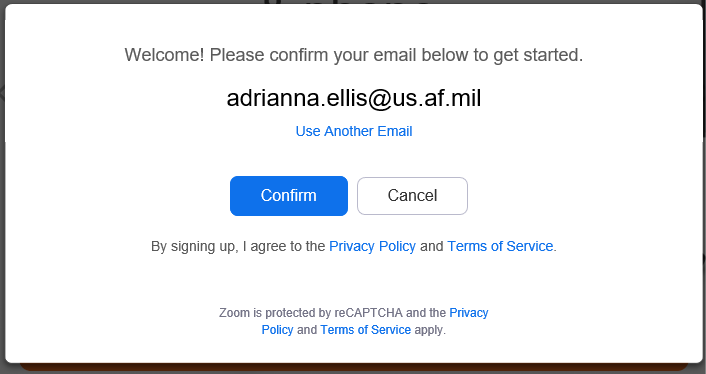 Welcome! Please confirm your email below to get started.
adrianna.ellis@us.af.mil
Use Another Email
Confirm
Cancel
By signing up, I agree to the Privacy Policy and Terms of Service.
Zoom is protected by reCAPTCHA and the Privacy
Policy and Terms of Service apply.